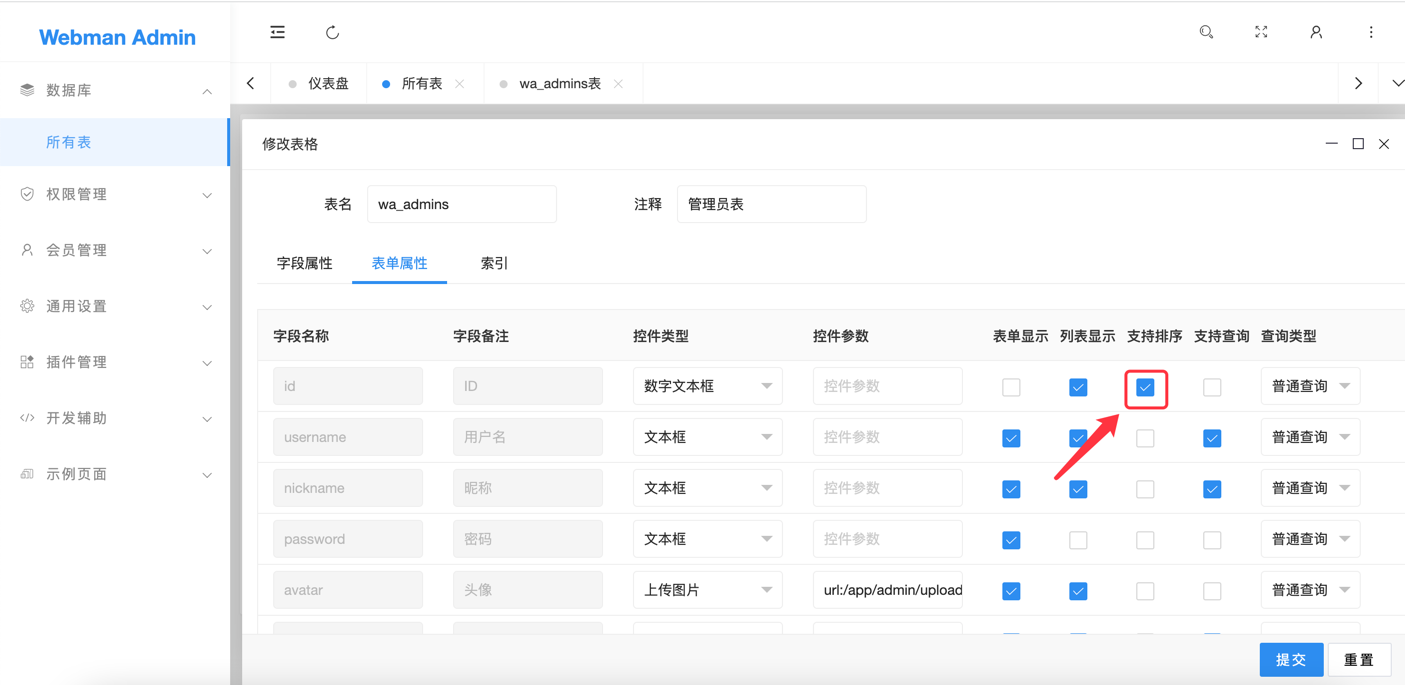 Webman Admin
数据库
所有表
权限管理
会员管理
通用设置
插件管理
开发辅助
示例页面
仪表盘 所有表 wa_admins表
修改表格
表名 wa_admins 注释 管理员表
字段属性 表单属性 索引
字段名称 字段备注 控件类型 控件参数 表单显示 列表显示 支持排序 支持查询 查询类型
id ID 数字文本框 控件参数 普通查询
username 用户名 文本框 控件参数 普通查询
nickname 昵称 文本框 控件参数 普通查询
password 密码 文本框 控件参数 普通查询
avatar 头像 上传图片 url:/app/admin/upload 普通查询
提交 重置